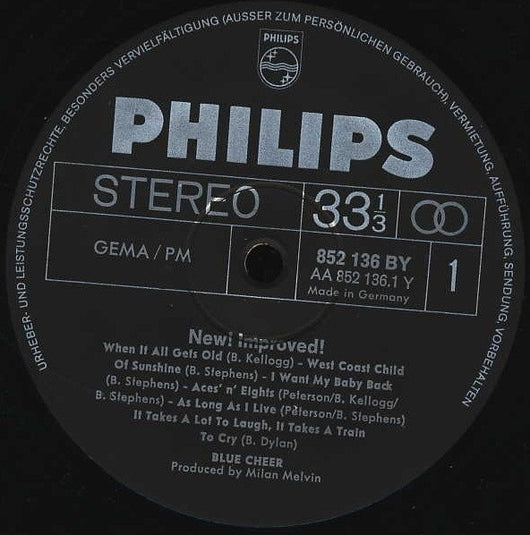 URHEBER- UND LEISTUNGSSCHUTZRECHTE, BESONDERS VERVIELFÄLTIGUNG (AUSSER ZUM PERSÖNLICHEN GEBRAUCH), VERMIETUNG, AUFFÜHRUNG, SENDUNG, VORBEHALTEN
PHILIPS
PHILIPS
STEREO 33 1/3
GEMA / PM 852 136 BY 1
AA 852 136.1 Y
Made in Germany
New! Improved!
When If All Gets Old (B. Kellogg) - West Coast Child
Of Sunshine (B. Stephens) - I Want My Baby Back
(B. Stephens) - Aces' n' Eights (Peterson/B. Kellogg/
B. Stephens) - As Long As I Live (Peterson/B. Stephens)
It Takes A Lot To Laugh, It Takes A Train
To Cry (B. Dylan)
BLUE CHEER
Produced by Milan Melvin